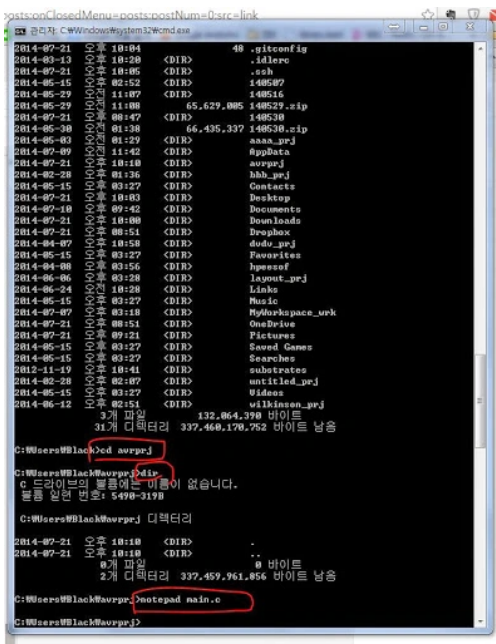 posts:onClosedMenu=posts:postNum=0:src=link
관리자: C:₩Windows₩system32₩cmd.exe
2014-07-21 오후 10:04 48 .gitconfig
2014-03-13 오후 10:20 <DIR> .idlerc
2014-07-21 오후 10:05 <DIR> .ssh
2014-05-15 오후 02:52 <DIR> 140507
2014-05-29 오전 11:07 <DIR> 140516
2014-05-29 오전 11:08 65,629,005 140529.zip
2014-07-21 오후 08:47 <DIR> 140530
2014-05-30 오전 01:38 66,435,337 140530.zip
2014-05-03 오전 01:29 <DIR> aaaa_prj
2014-07-09 오전 11:42 <DIR> AppData
2014-07-21 오후 10:10 <DIR> avrprj
2014-02-28 오후 01:36 <DIR> bbb_prj
2014-05-15 오후 03:27 <DIR> Contacts
2014-07-21 오후 10:03 <DIR> Desktop
2014-07-10 오후 09:42 <DIR> Documents
2014-07-21 오후 10:00 <DIR> Downloads
2014-07-21 오후 08:51 <DIR> Dropbox
2014-04-07 오후 10:58 <DIR> dvdv_prj
2014-05-15 오후 03:27 <DIR> Favorites
2014-04-08 오후 03:56 <DIR> hpeesof
2014-06-06 오후 03:28 <DIR> layout_prj
2014-06-24 오전 10:28 <DIR> Links
2014-05-15 오후 03:27 <DIR> Music
2014-07-07 오후 03:18 <DIR> MyWorkspace_wrk
2014-07-21 오후 08:51 <DIR> OneDrive
2014-07-21 오후 09:21 <DIR> Pictures
2014-05-15 오후 03:27 <DIR> Saved Games
2014-05-15 오후 03:27 <DIR> Searches
2012-11-19 오후 10:41 <DIR> substrates
2014-02-28 오후 02:07 <DIR> untitled_prj
2014-05-15 오후 03:27 <DIR> Videos
2014-06-12 오후 02:51 <DIR> wilkinson_prj
3개 파일 132,064,390 바이트
31개 디렉터리 337,460,170,752 바이트 남음
C:₩Users₩Black>cd avrprj
C:₩Users₩Black₩avrprj>dir
C 드라이브의 볼륨에는 이름이 없습니다.
볼륨 일련 번호: 5490-319B
C:₩Users₩Black₩avrprj 디렉터리
2014-07-21 오후 10:10 <DIR> .
2014-07-21 오후 10:10 <DIR> ..
0개 파일 0 바이트
2개 디렉터리 337,459,961,856 바이트 남음
C:₩Users₩Black₩avrprj>notepad main.c
C:₩Users₩Black₩avrprj>